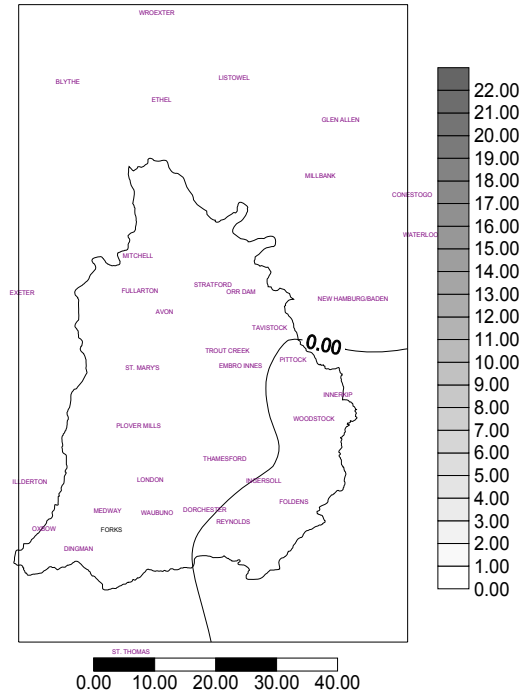 WROEXTER
BLYTHE
LISTOWEL
ETHEL
GLEN ALLEN
MILLBANK
CONESTOGO
WATERLOO
MITCHELL
EXETER
FULLARTON
STRATFORD
ORR DAM
NEW HAMBURG/BADEN
AVON
TAVISTOCK
0.00
TROUT CREEK
PITTOCK
ST. MARY'S
EMBRO INNES
INNERKIP
WOODSTOCK
PLOVER MILLS
THAMESFORD
ILLDERTON
LONDON
INGERSOLL
FOLDENS
MEDWAY
WAUBUNO
DORCHESTER
REYNOLDS
OXBOW
FORKS
DINGMAN
ST. THOMAS
0.00 10.00 20.00 30.00 40.00
22.00
21.00
20.00
19.00
18.00
17.00
16.00
15.00
14.00
13.00
12.00
11.00
10.00
9.00
8.00
7.00
6.00
5.00
4.00
3.00
2.00
1.00
0.00